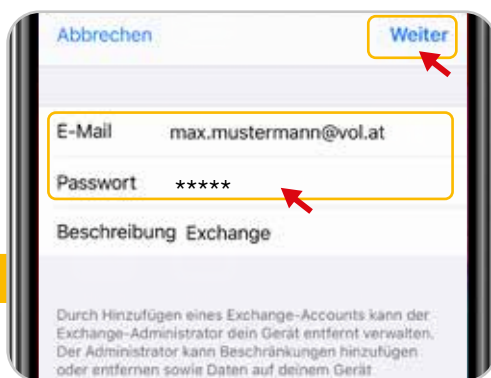 Abbrechen Weiter
E-Mail max.mustermann@vol.at
Passwort *****
Beschreibung Exchange
Durch Hinzufügen eines Exchange-Accounts kann der
Exchange-Administrator dein Gerät entfernt verwalten.
Der Administrator kann Beschränkungen hinzufügen
oder entfernen sowie Daten auf deinem Gerät